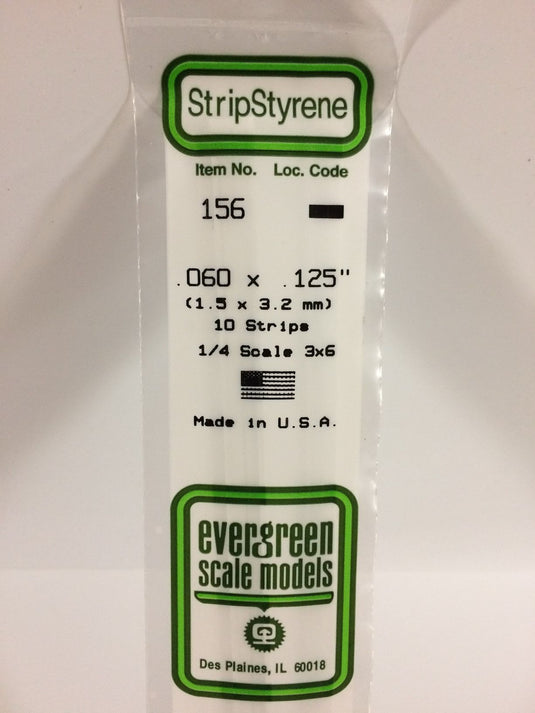 StripStyrene
Item No. Loc. Code
156
.060 x .125"
(1.5 x 3.2 mm)
10 Strips
1/4 Scale 3x6
Made in U.S.A.
evergreen
scale models
Des Plaines, IL 60018